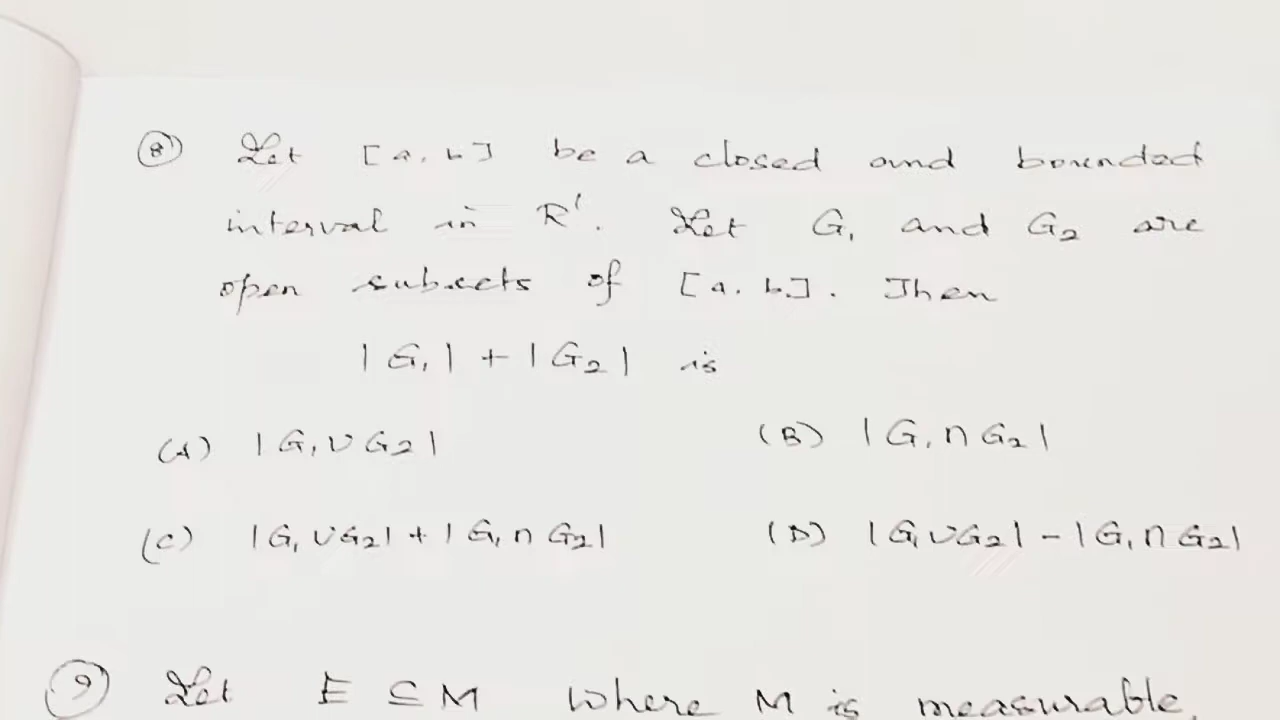 ⑧ Let [a, b] be a closed and bounded
interval in R¹. Let G₁ and G₂ are
open subsets of [a, b]. Then
|G₁| + |G₂| is
(A) |G₁ ∪ G₂| (B) |G₁ ∩ G₂|
(C) |G₁ ∪ G₂| + |G₁ ∩ G₂| (D) |G₁ ∪ G₂| - |G₁ ∩ G₂|
⑨ Let E ⊆ M where M is measurable.